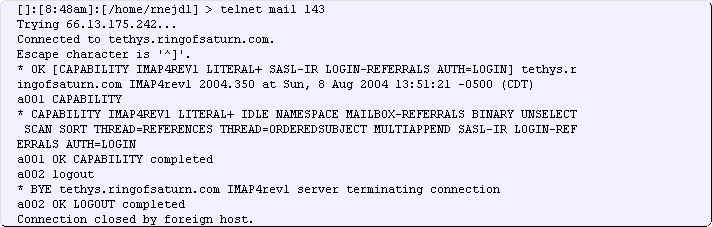 []:[8:48am]:[/home/rnejdl] > telnet mail 143
Trying 66.13.175.242...
Connected to tethys.ringofsaturn.com.
Escape character is '^]'.
* OK [CAPABILITY IMAP4REV1 LITERAL+ SASL-IR LOGIN-REFERRALS AUTH=LOGIN] tethys.r
ingofsaturn.com IMAP4rev1 2004.350 at Sun, 8 Aug 2004 13:51:21 -0500 (CDT)
a001 CAPABILITY
* CAPABILITY IMAP4REV1 LITERAL+ IDLE NAMESPACE MAILBOX-REFERRALS BINARY UNSELECT
 SCAN SORT THREAD=REFERENCES THREAD=ORDEREDSUBJECT MULTIAPPEND SASL-IR LOGIN-REF
ERRALS AUTH=LOGIN
a001 OK CAPABILITY completed
a002 logout
* BYE tethys.ringofsaturn.com IMAP4rev1 server terminating connection
a002 OK LOGOUT completed
Connection closed by foreign host.